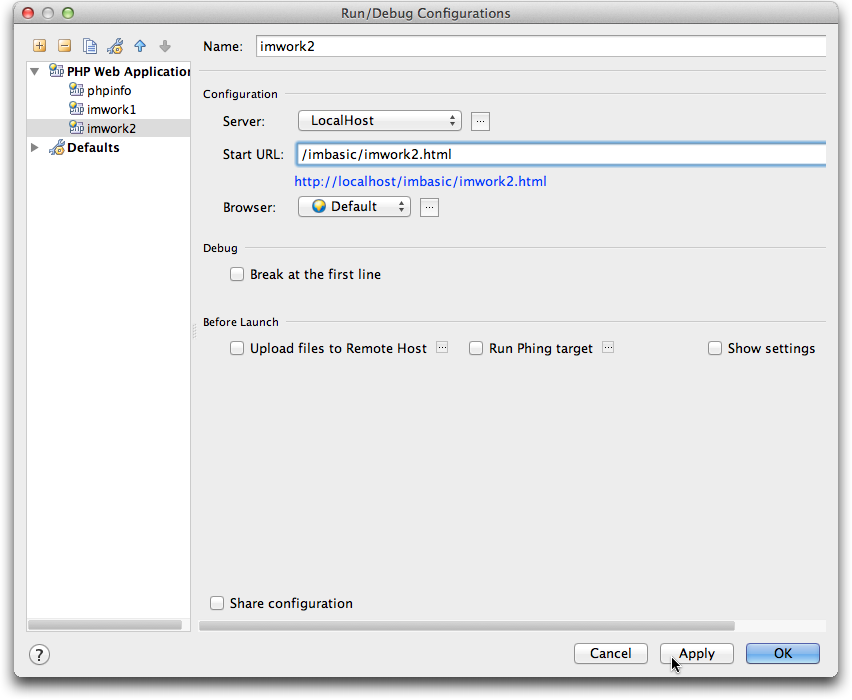 Run/Debug Configurations
Name: imwork2
PHP Web Application
phpinfo
imwork1
imwork2
Defaults
Configuration
Server: LocalHost ...
Start URL: /imbasic/imwork2.html
http://localhost/imbasic/imwork2.html
Browser: Default ...
Debug
Break at the first line
Before Launch
Upload files to Remote Host ... Run Phing target ... Show settings
Share configuration
? Cancel Apply OK